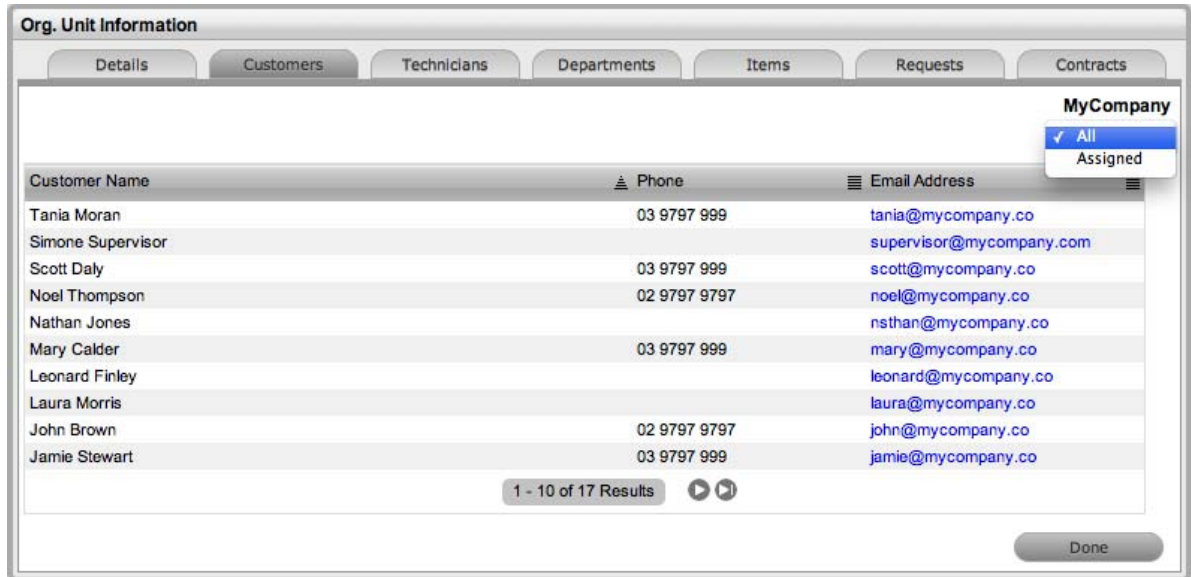 Org. Unit Information
Details Customers Technicians Departments Items Requests Contracts
MyCompany
✓ All
Assigned
Customer Name Phone Email Address
Tania Moran 03 9797 999 tania@mycompany.co
Simone Supervisor supervisor@mycompany.com
Scott Daly 03 9797 999 scott@mycompany.co
Noel Thompson 02 9797 9797 noel@mycompany.co
Nathan Jones nsthan@mycompany.co
Mary Calder 03 9797 999 mary@mycompany.co
Leonard Finley leonard@mycompany.co
Laura Morris laura@mycompany.co
John Brown 02 9797 9797 john@mycompany.co
Jamie Stewart 03 9797 999 jamie@mycompany.co
1 - 10 of 17 Results
Done